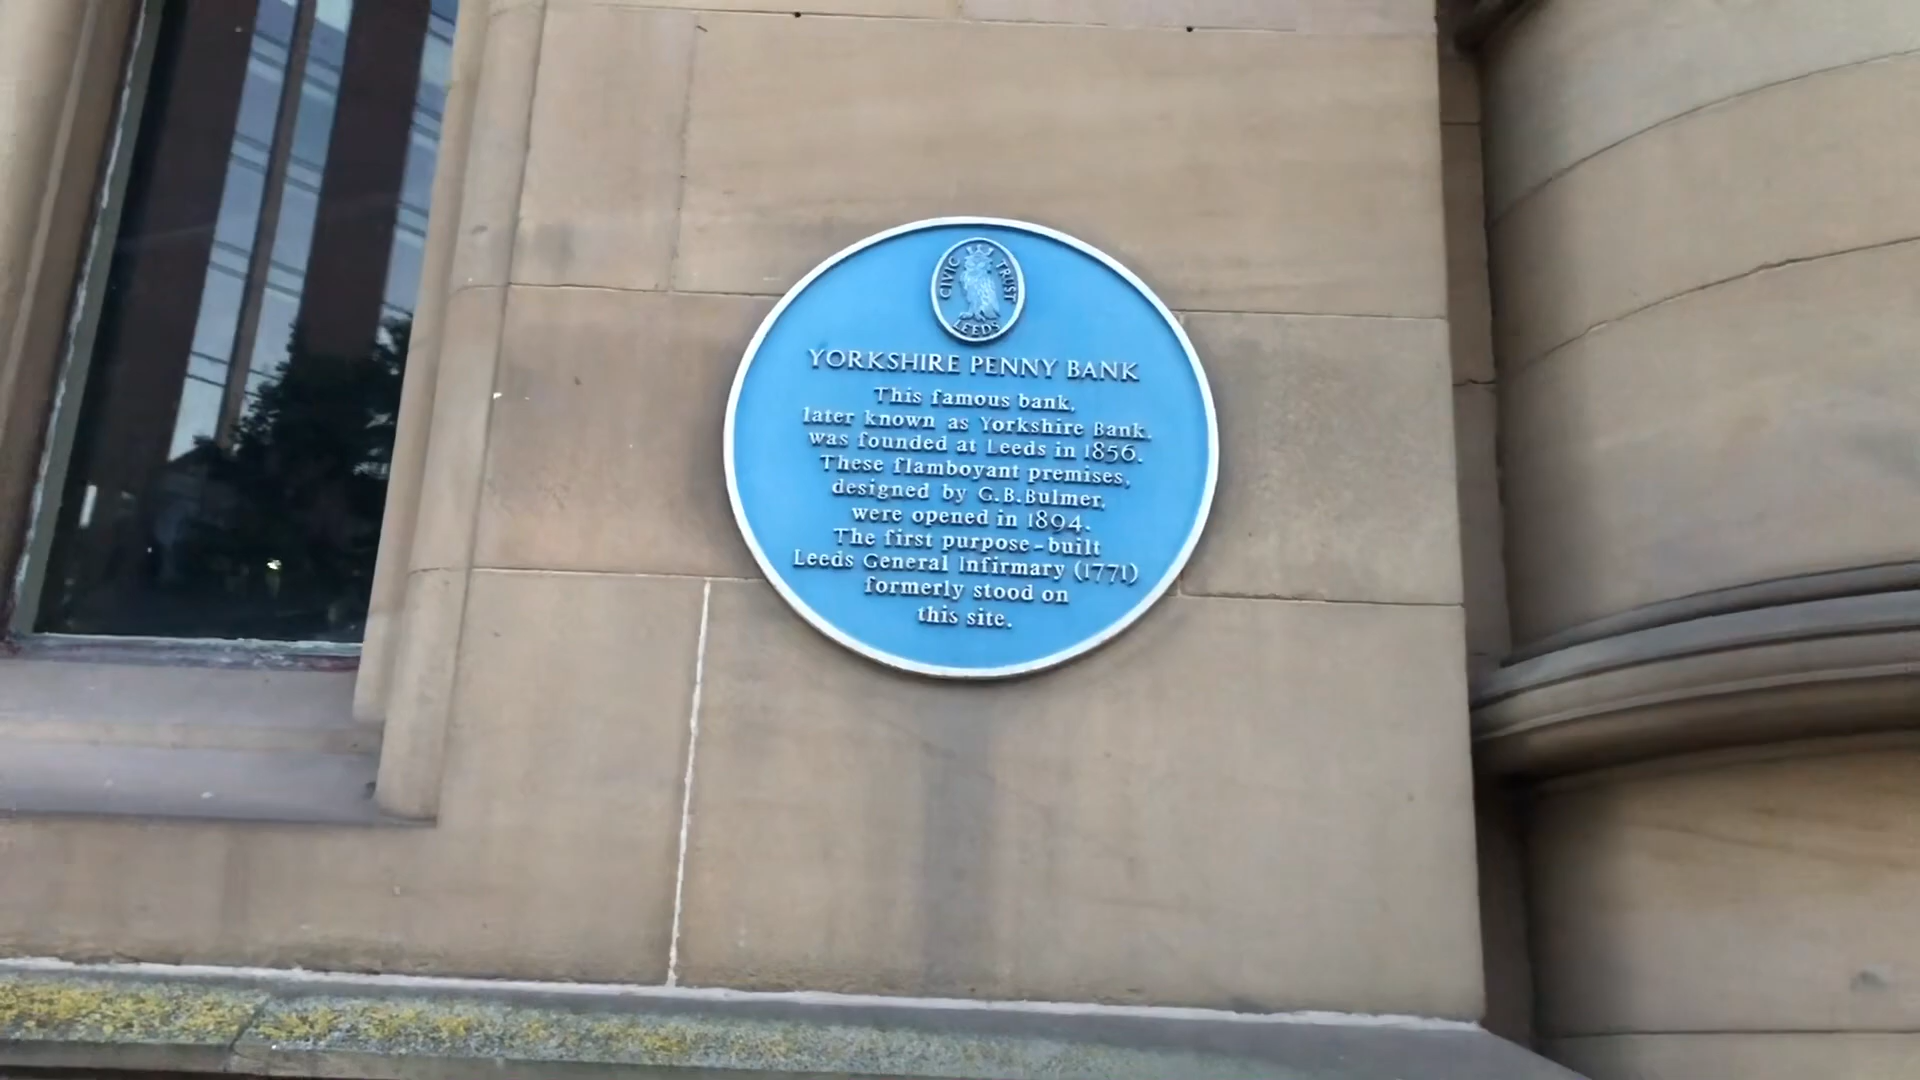 CIVIC TRUST
LEEDS
YORKSHIRE PENNY BANK
This famous bank,
later known as Yorkshire Bank,
was founded at Leeds in 1856.
These flamboyant premises,
designed by G.B.Bulmer,
were opened in 1894.
The first purpose-built
Leeds General Infirmary (1771)
formerly stood on
this site.